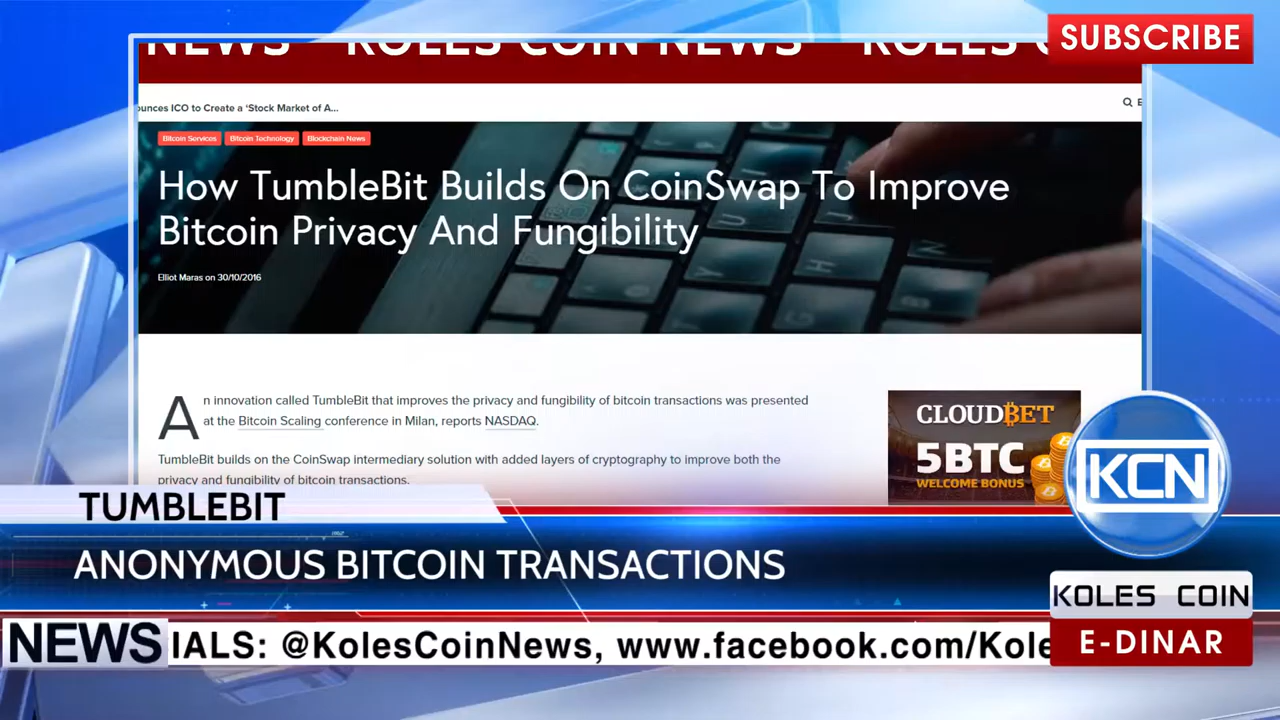 SUBSCRIBE
NEWS KOLES COIN NEWS KOLES C
ounces ICO to Create a 'Stock Market of A...
E
Bitcoin Services Bitcoin Technology Blockchain News
How TumbleBit Builds On CoinSwap To Improve
Bitcoin Privacy And Fungibility
Elliot Maras on 30/10/2016
An innovation called TumbleBit that improves the privacy and fungibility of bitcoin transactions was presented
at the Bitcoin Scaling conference in Milan, reports NASDAQ.
TumbleBit builds on the CoinSwap intermediary solution with added layers of cryptography to improve both the
privacy and fungibility of bitcoin transactions.
CLOUDBET
5BTC
WELCOME BONUS
KCN
TUMBLEBIT
ANONYMOUS BITCOIN TRANSACTIONS
KOLES COIN
E-DINAR
NEWS IALS: @KolesCoinNews, www.facebook.com/Kole